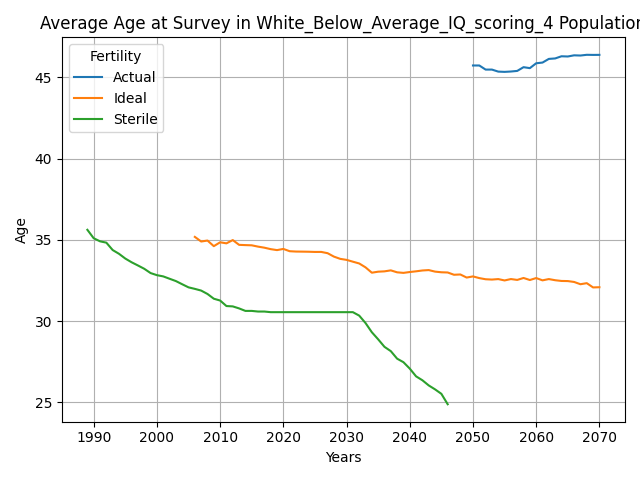 Average Age at Survey in White_Below_Average_IQ_scoring_4 Population
Fertility
Actual
Ideal
Sterile
Age
45
40
35
30
25
1990 2000 2010 2020 2030 2040 2050 2060 2070
Years